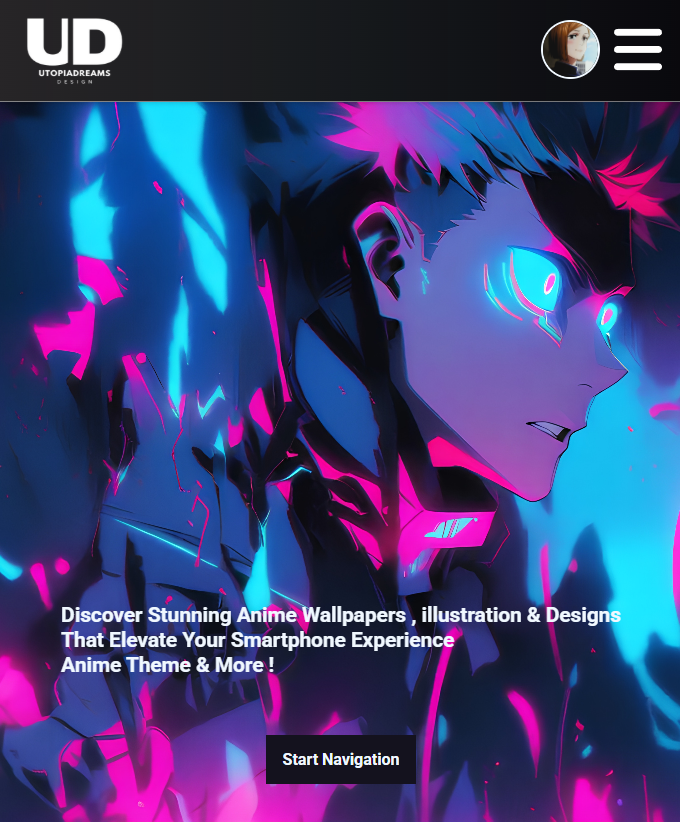 UD
UTOPIADREAMS
DESIGN
Discover Stunning Anime Wallpapers , illustration & Designs
That Elevate Your Smartphone Experience
Anime Theme & More !
Start Navigation